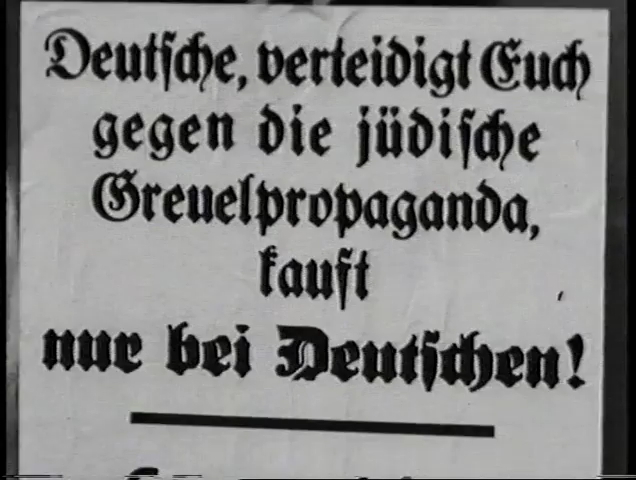 Deutsche, verteidigt Euch
gegen die jüdische
Greuelpropaganda,
kauft
nur bei Deutschen!